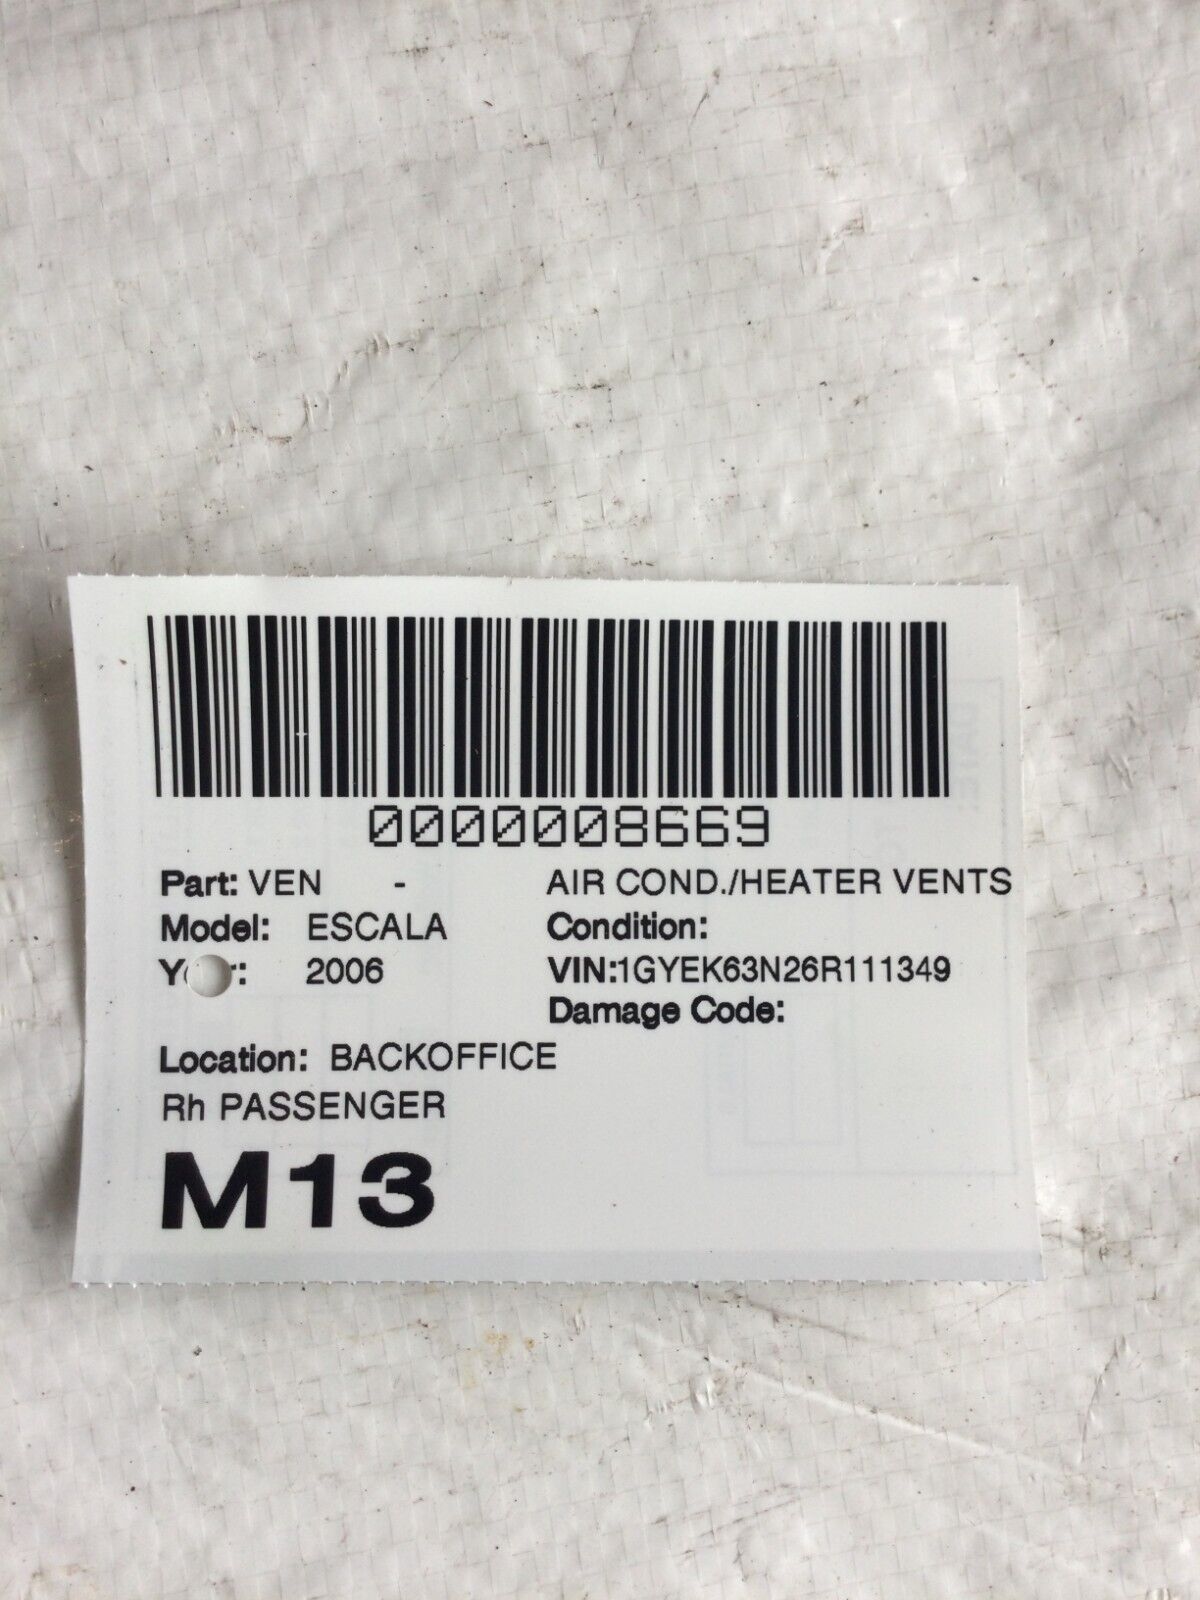 0000008669
Part: VEN - AIR COND./HEATER VENTS
Model: ESCALA Condition:
Year: 2006 VIN:1GYEK63N26R111349
Damage Code:
Location: BACKOFFICE
Rh PASSENGER
M13